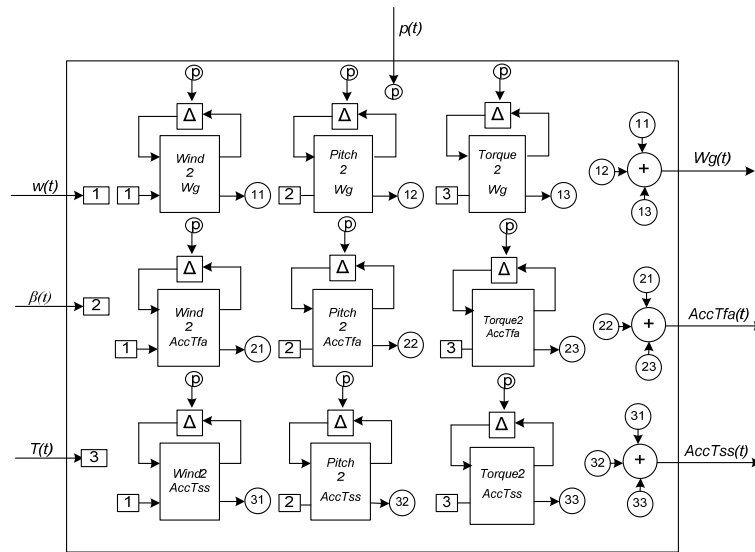 p(t)
p
p
p
p
Δ
Δ
Δ
11
Wind
2
Wg
Pitch
2
Wg
Torque
2
Wg
12
+
Wg(t)
w(t)
1
1
11
2
12
3
13
13
p
p
p
Δ
Δ
Δ
21
β(t)
2
Wind
2
AccTfa
Pitch
2
AccTfa
Torque2
AccTfa
22
+
AccTfa(t)
1
21
2
22
3
23
23
p
p
p
Δ
Δ
Δ
31
T(t)
3
Wind2
AccTss
Pitch
2
AccTss
Torque2
AccTss
32
+
AccTss(t)
1
31
2
32
3
33
33